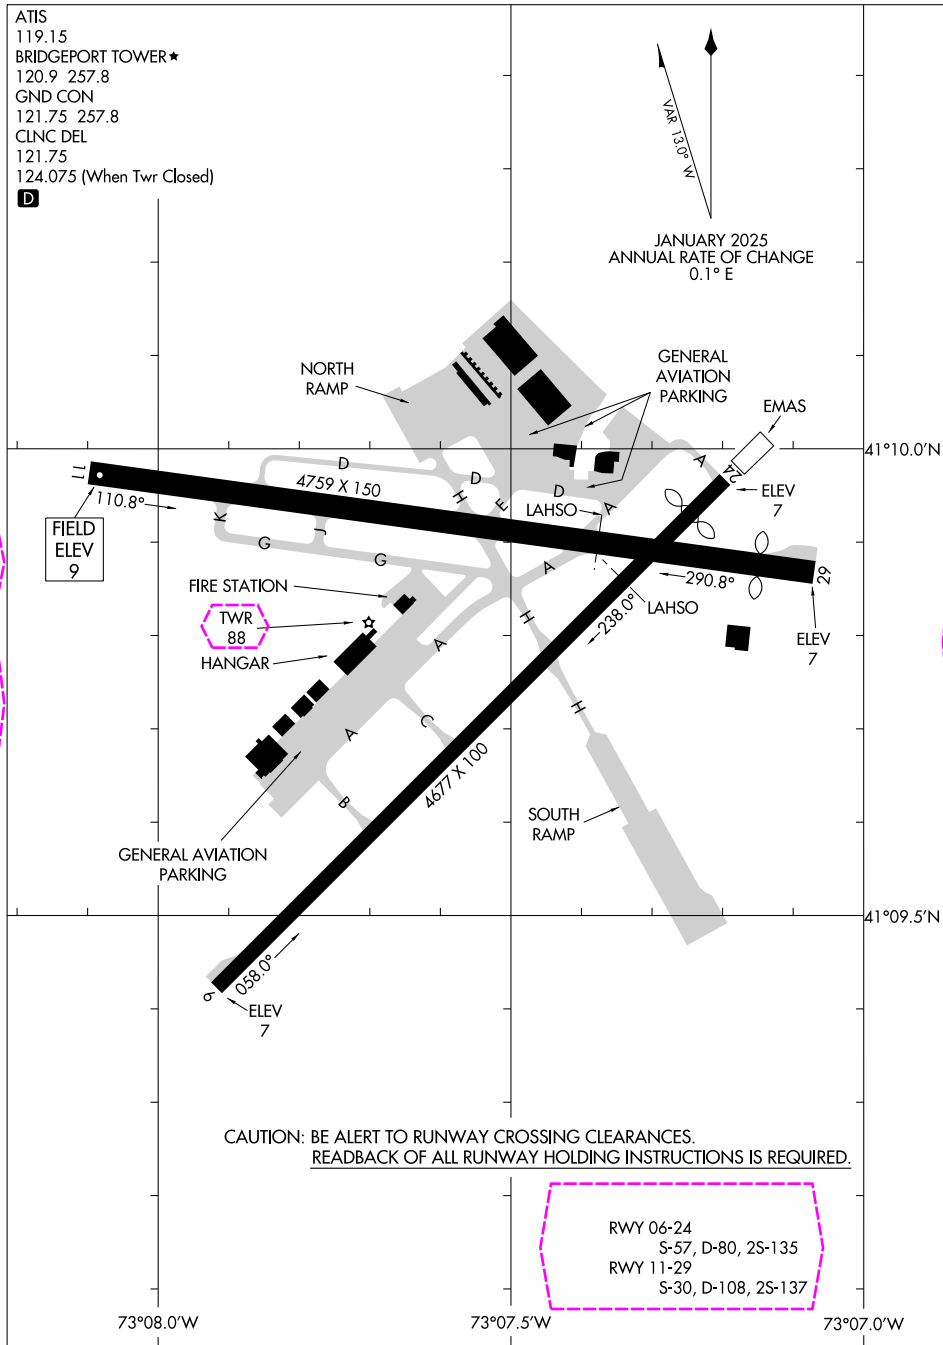 ATIS
119.15
BRIDGEPORT TOWER★
120.9 257.8
GND CON
121.75 257.8
CLNC DEL
121.75
124.075 (When Twr Closed)
D
VAR 13.0° W
JANUARY 2025
ANNUAL RATE OF CHANGE
0.1° E
NORTH
RAMP
GENERAL
AVIATION
PARKING
EMAS
41°10.0'N
11
D
4759 X 150
D
H
E
D
A
A
24
ELEV
7
LAHSO
110.8°
K
J
G
G
FIELD
ELEV
9
A
290.8°
29
FIRE STATION
LAHSO
238.0°
H
TWR
88
HANGAR
A
ELEV
7
H
C
A
4677 X 100
B
SOUTH
RAMP
GENERAL AVIATION
PARKING
41°09.5'N
058.0°
6
ELEV
7
CAUTION: BE ALERT TO RUNWAY CROSSING CLEARANCES.
READBACK OF ALL RUNWAY HOLDING INSTRUCTIONS IS REQUIRED.
RWY 06-24
S-57, D-80, 2S-135
RWY 11-29
S-30, D-108, 2S-137
73°08.0'W
73°07.5'W
73°07.0'W